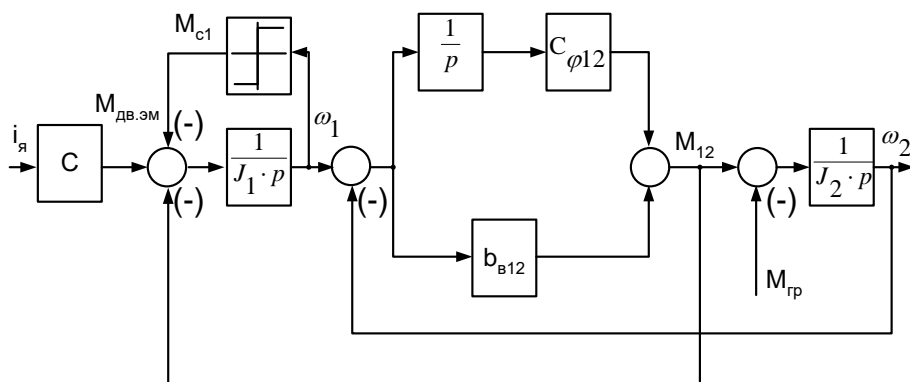 M_с1
1/p
C_φ12
M_дв.эм
(-)
ω_1
M_12
ω_2
i_я
C
1/(J_1 · p)
1/(J_2 · p)
(-)
(-)
(-)
b_в12
M_гр